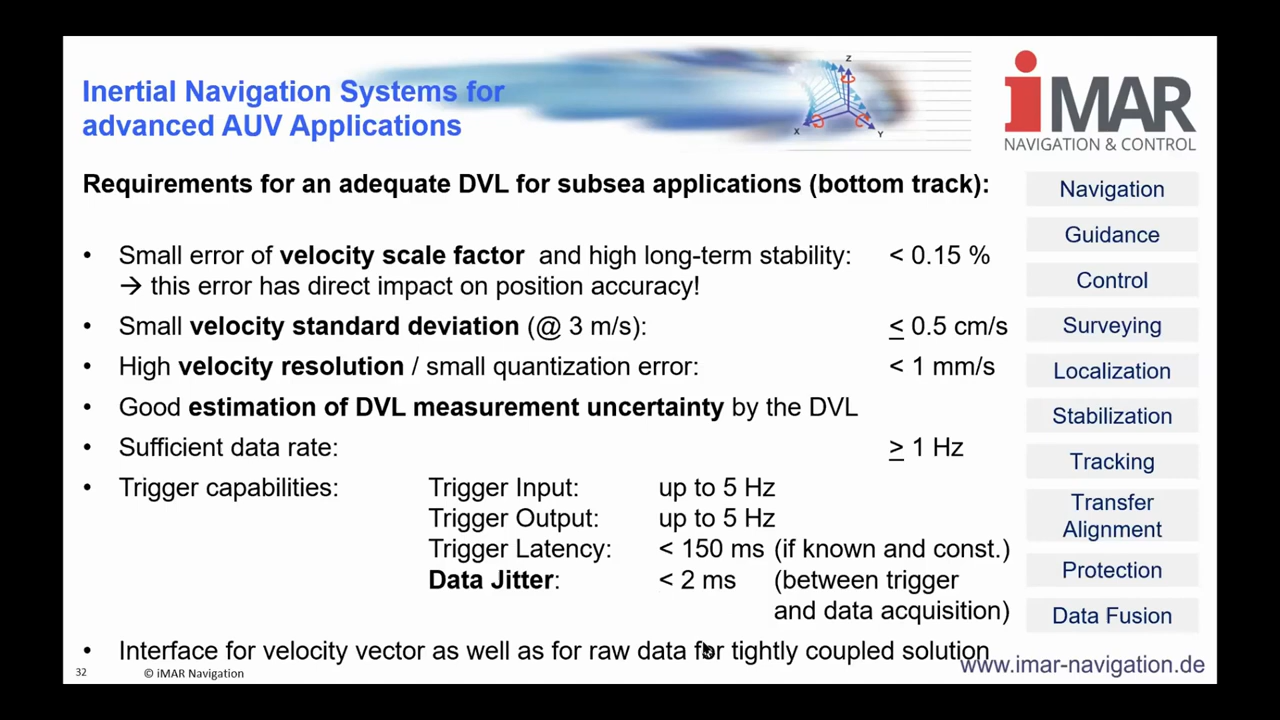 Inertial Navigation Systems for
advanced AUV Applications
Z
X
Y
iMAR
NAVIGATION & CONTROL
Requirements for an adequate DVL for subsea applications (bottom track):
• Small error of velocity scale factor and high long-term stability: < 0.15 %
→ this error has direct impact on position accuracy!
• Small velocity standard deviation (@ 3 m/s): ≤ 0.5 cm/s
• High velocity resolution / small quantization error: < 1 mm/s
• Good estimation of DVL measurement uncertainty by the DVL
• Sufficient data rate: ≥ 1 Hz
• Trigger capabilities: Trigger Input: up to 5 Hz
Trigger Output: up to 5 Hz
Trigger Latency: < 150 ms (if known and const.)
Data Jitter: < 2 ms (between trigger
and data acquisition)
• Interface for velocity vector as well as for raw data for tightly coupled solution
Navigation
Guidance
Control
Surveying
Localization
Stabilization
Tracking
Transfer
Alignment
Protection
Data Fusion
www.imar-navigation.de
32
© iMAR Navigation